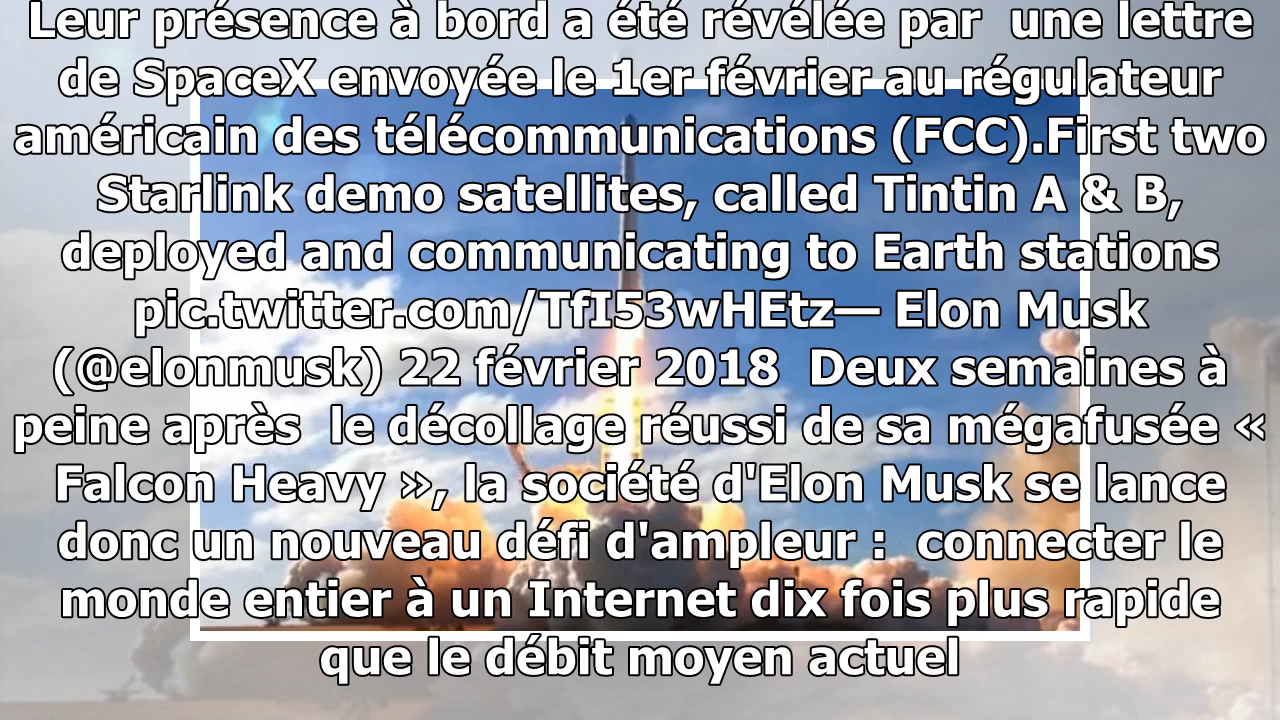 Leur présence à bord a été révélée par  une lettre
de SpaceX envoyée le 1er février au régulateur
américain des télécommunications (FCC).First two
Starlink demo satellites, called Tintin A & B,
deployed and communicating to Earth stations
pic.twitter.com/TfI53wHEtz— Elon Musk
(@elonmusk) 22 février 2018  Deux semaines à
peine après  le décollage réussi de sa mégafusée «
Falcon Heavy », la société d'Elon Musk se lance
donc un nouveau défi d'ampleur :  connecter le
monde entier à un Internet dix fois plus rapide
que le débit moyen actuel